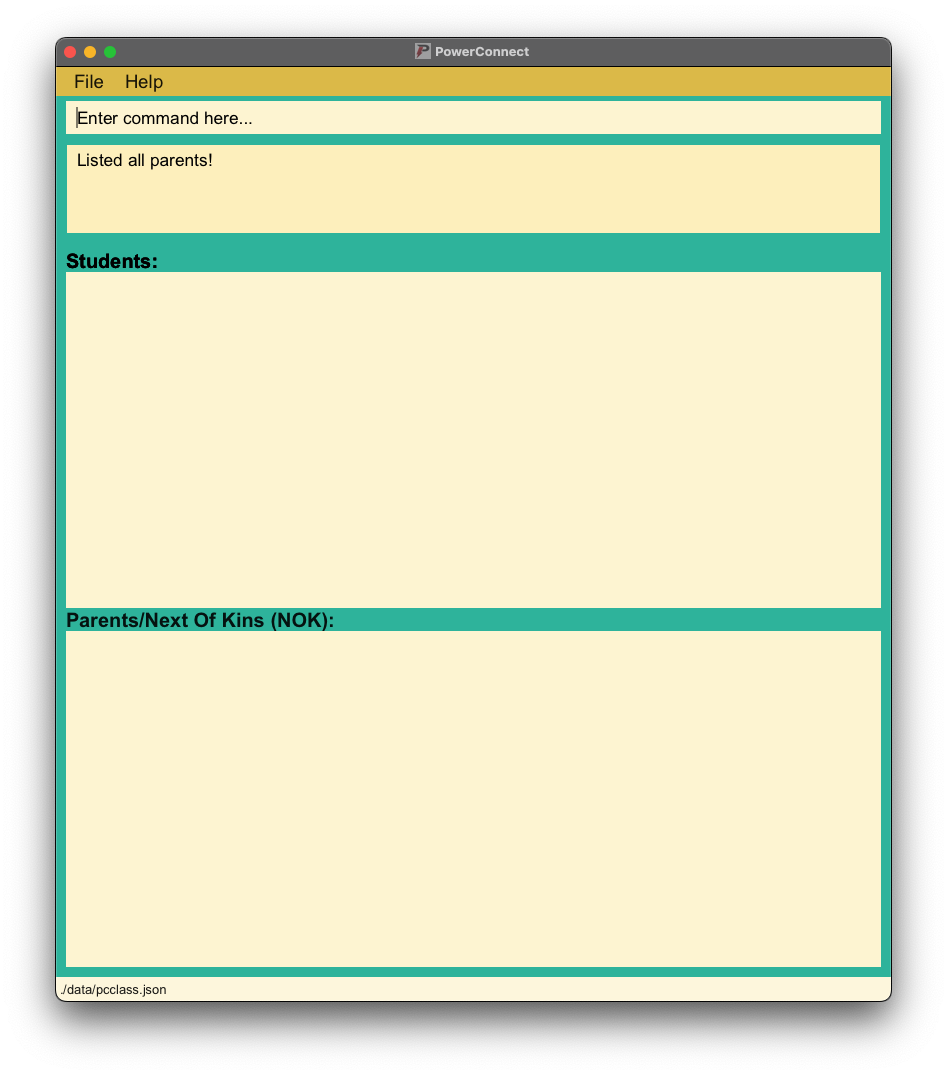 PowerConnect
File Help
Enter command here...
Listed all parents!
Students:
Parents/Next Of Kins (NOK):
./data/pcclass.json